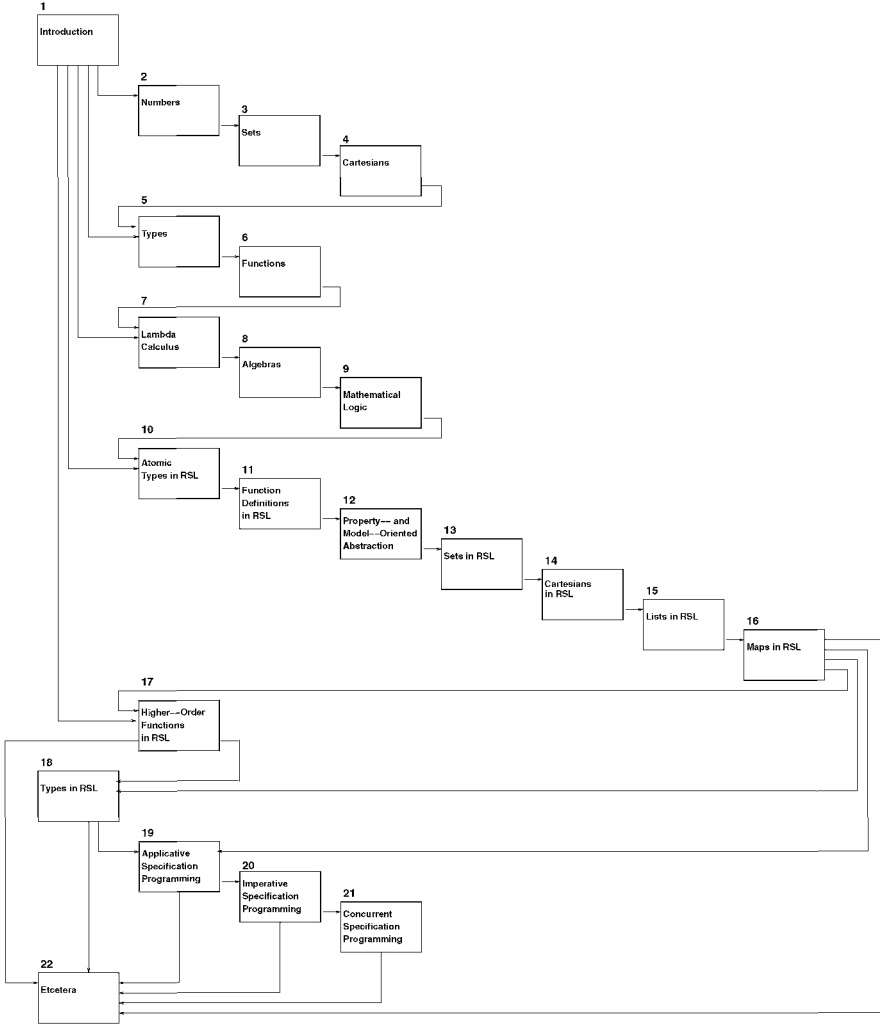 1
Introduction
2
Numbers
3
Sets
4
Cartesians
5
Types
6
Functions
7
Lambda
Calculus
8
Algebras
9
Mathematical
Logic
10
Atomic
Types in RSL
11
Function
Definitions
in RSL
12
Property-- and
Model--Oriented
Abstraction
13
Sets in RSL
14
Cartesians
in RSL
15
Lists in RSL
16
Maps in RSL
17
Higher--Order
Functions
in RSL
18
Types in RSL
19
Applicative
Specification
Programming
20
Imperative
Specification
Programming
21
Concurrent
Specification
Programming
22
Etcetera